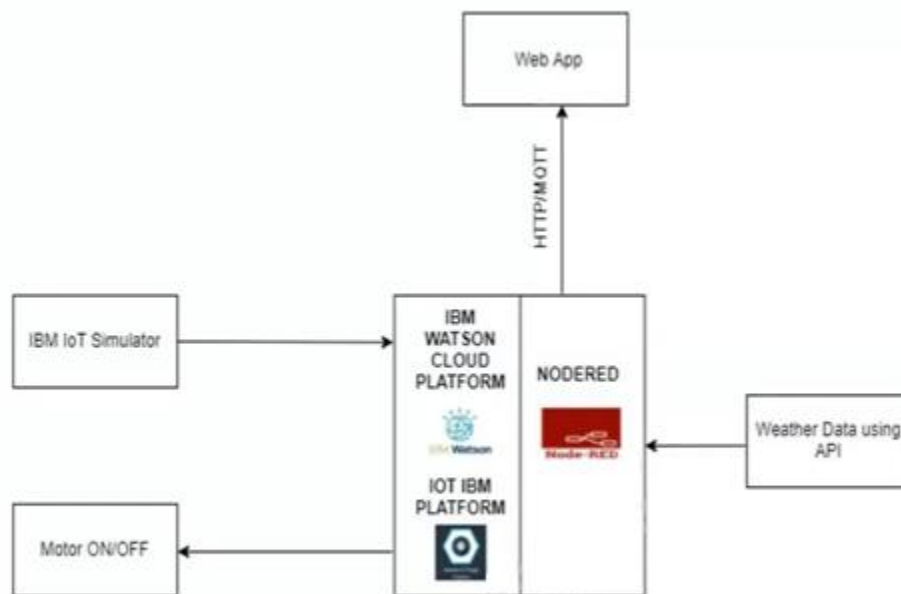 Web App
HTTP/MQTT
IBM IoT Simulator
IBM
WATSON
CLOUD
PLATFORM
NODERED
Watson
Node-RED
Weather Data using
API
IOT IBM
PLATFORM
Motor ON/OFF